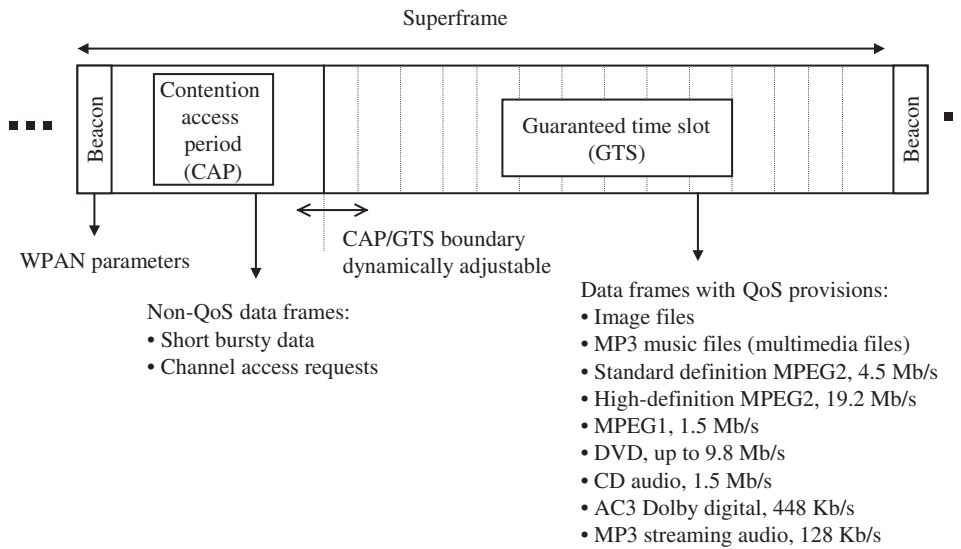 Superframe
Beacon
Contention
access
period
(CAP)
Guaranteed time slot
(GTS)
Beacon
WPAN parameters
CAP/GTS boundary
dynamically adjustable
Non-QoS data frames:
• Short bursty data
• Channel access requests
Data frames with QoS provisions:
• Image files
• MP3 music files (multimedia files)
• Standard definition MPEG2, 4.5 Mb/s
• High-definition MPEG2, 19.2 Mb/s
• MPEG1, 1.5 Mb/s
• DVD, up to 9.8 Mb/s
• CD audio, 1.5 Mb/s
• AC3 Dolby digital, 448 Kb/s
• MP3 streaming audio, 128 Kb/s